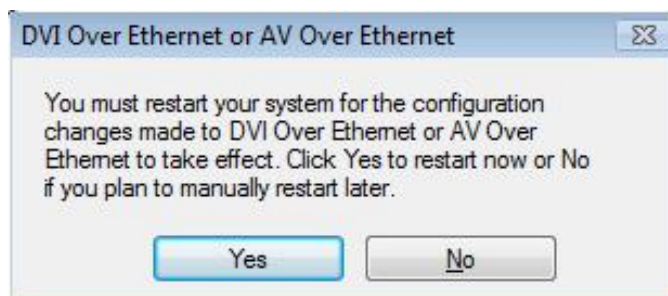 DVI Over Ethernet or AV Over Ethernet
You must restart your system for the configuration
changes made to DVI Over Ethernet or AV Over
Ethernet to take effect. Click Yes to restart now or No
if you plan to manually restart later.
Yes
No